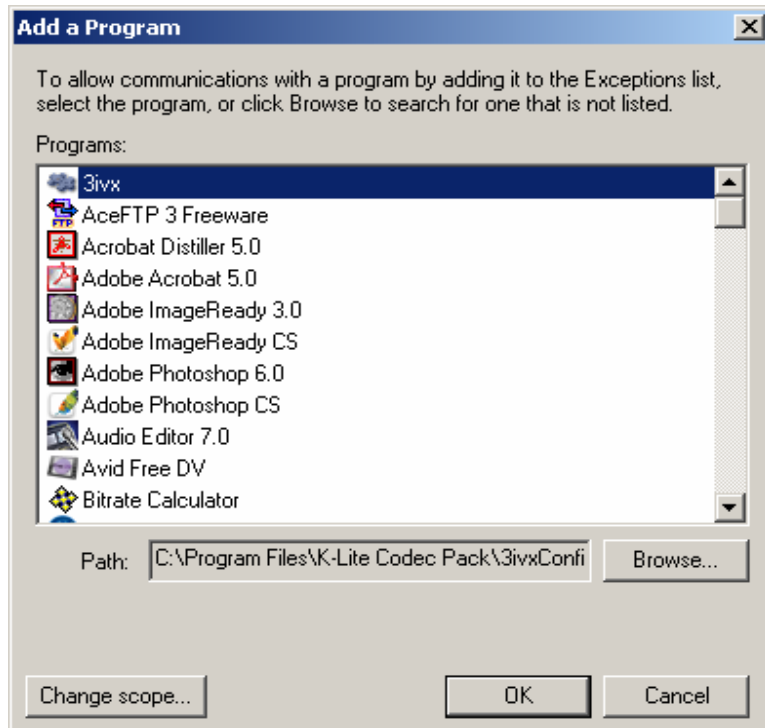 Add a Program
To allow communications with a program by adding it to the Exceptions list,
select the program, or click Browse to search for one that is not listed.
Programs:
3ivx
AceFTP 3 Freeware
Acrobat Distiller 5.0
Adobe Acrobat 5.0
Adobe ImageReady 3.0
Adobe ImageReady CS
Adobe Photoshop 6.0
Adobe Photoshop CS
Audio Editor 7.0
Avid Free DV
Bitrate Calculator
Path: C:\Program Files\K-Lite Codec Pack\3ivxConfi Browse...
Change scope... OK Cancel